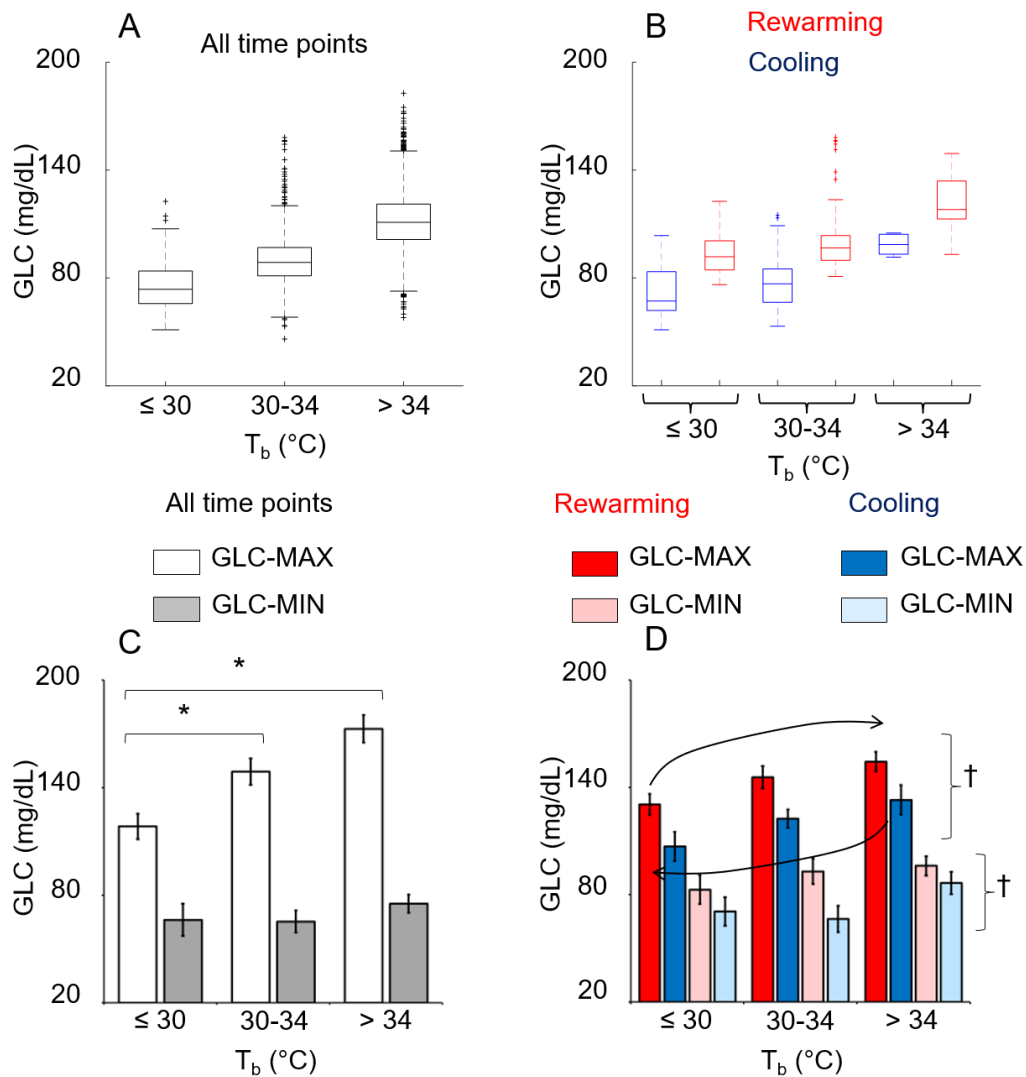 A
All time points
200
140
80
20
GLC (mg/dL)
≤ 30
30-34
> 34
T_b (°C)
B
Rewarming
Cooling
200
140
80
20
GLC (mg/dL)
≤ 30
30-34
> 34
T_b (°C)
All time points
GLC-MAX
GLC-MIN
Rewarming
GLC-MAX
GLC-MIN
Cooling
GLC-MAX
GLC-MIN
C
200
140
80
20
GLC (mg/dL)
*
*
≤ 30
30-34
> 34
T_b (°C)
D
200
140
80
20
GLC (mg/dL)
†
†
≤ 30
30-34
> 34
T_b (°C)